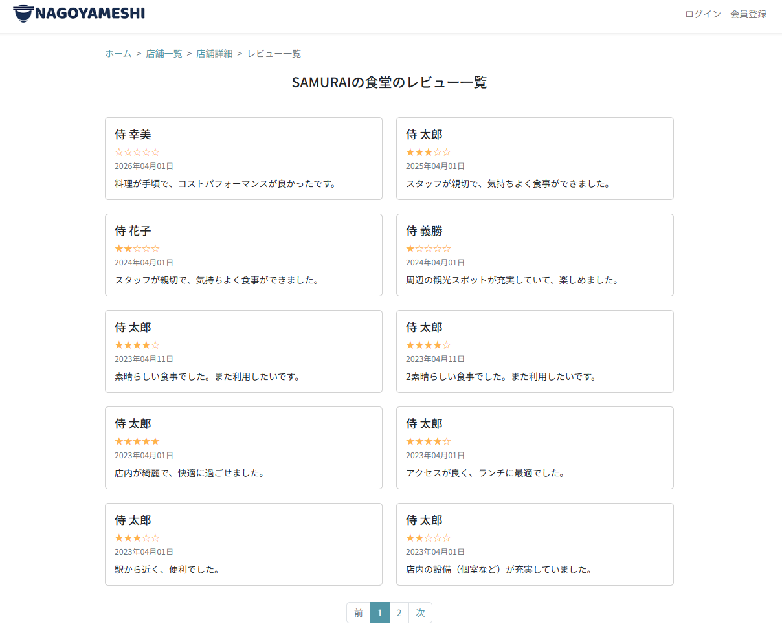 NAGOYAMESHI
ログイン 会員登録
ホーム > 店舗一覧 > 店舗詳細 > レビュー一覧
SAMURAIの食堂のレビュー一覧
侍 幸美
☆☆☆☆☆
2026年04月01日
料理が手頃で、コストパフォーマンスが良かったです。
侍 太郎
★★★☆☆
2025年04月01日
スタッフが親切で、気持ちよく食事ができました。
侍 花子
★★☆☆☆
2024年04月01日
スタッフが親切で、気持ちよく食事ができました。
侍 義勝
★☆☆☆☆
2024年04月01日
周辺の観光スポットが充実していて、楽しめました。
侍 太郎
★★★★☆
2023年04月11日
素晴らしい食事でした。また利用したいです。
侍 太郎
★★★★☆
2023年04月11日
2素晴らしい食事でした。また利用したいです。
侍 太郎
★★★★★
2023年04月01日
店内が綺麗で、快適に過ごせました。
侍 太郎
★★★★☆
2023年04月01日
アクセスが良く、ランチに最適でした。
侍 太郎
★★★☆☆
2023年04月01日
駅から近く、便利でした。
侍 太郎
★★☆☆☆
2023年04月01日
店内の設備（個室など）が充実していました。
前 1 2 次